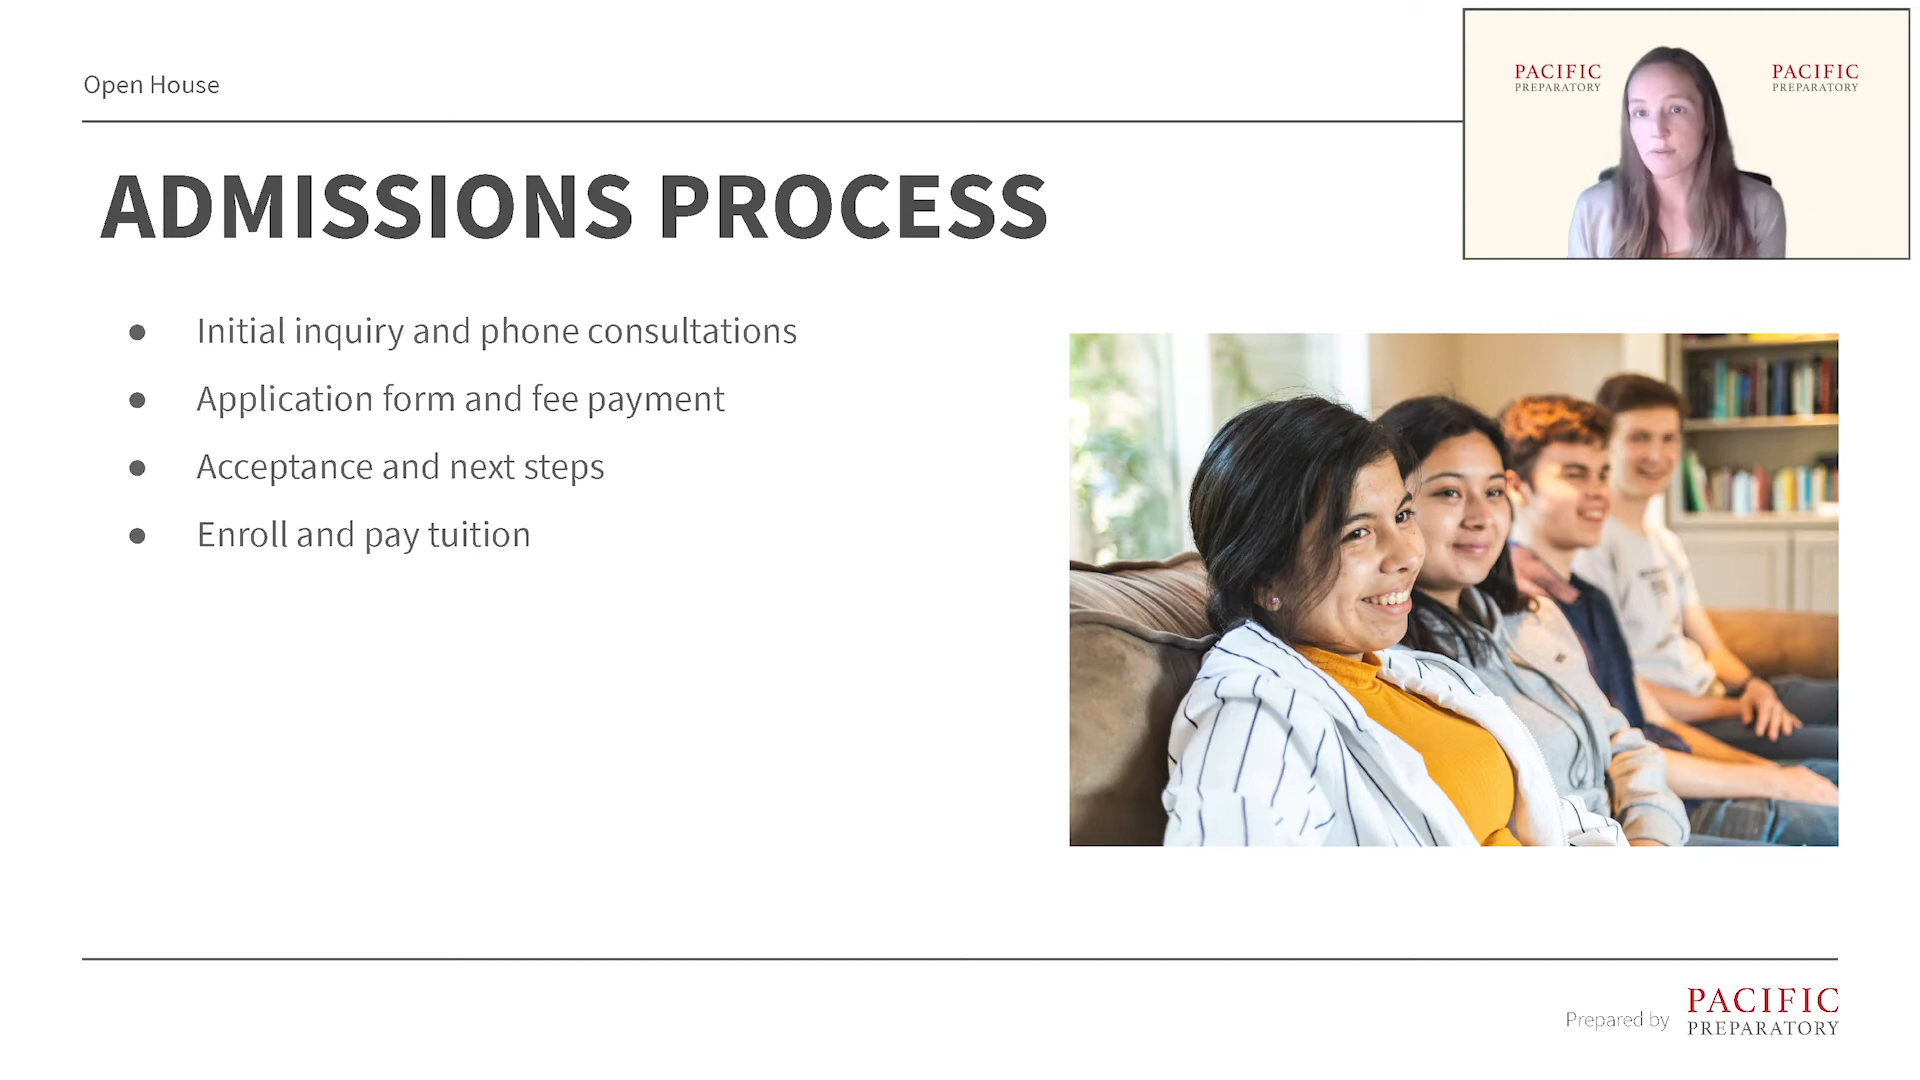 Open House
PACIFIC
PREPARATORY
PACIFIC
PREPARATORY
ADMISSIONS PROCESS
● Initial inquiry and phone consultations
● Application form and fee payment
● Acceptance and next steps
● Enroll and pay tuition
Prepared by
PACIFIC
PREPARATORY